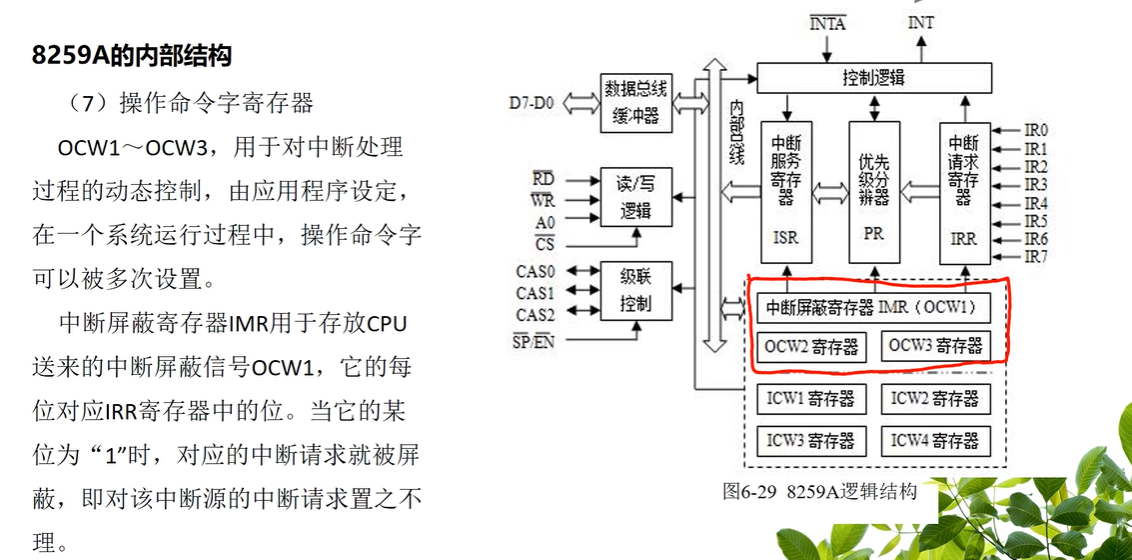 8259A的内部结构
（7）操作命令字寄存器
OCW1～OCW3，用于对中断处理
过程的动态控制，由应用程序设定，
在一个系统运行过程中，操作命令字
可以被多次设置。
中断屏蔽寄存器IMR用于存放CPU
送来的中断屏蔽信号OCW1，它的每
位对应IRR寄存器中的位。当它的某
位为“1”时，对应的中断请求就被屏
蔽，即对该中断源的中断请求置之不
理。
INTA
INT
控制逻辑
D7-D0
数据总线
缓冲器
内部总线
中断
服务
寄存
器
ISR
优先
级分
辨器
PR
中断
请求
寄存
器
IRR
IR0
IR1
IR2
IR3
IR4
IR5
IR6
IR7
RD
WR
A0
CS
读/写
逻辑
CAS0
CAS1
CAS2
SP/EN
级联
控制
中断屏蔽寄存器 IMR（OCW1）
OCW2 寄存器
OCW3 寄存器
ICW1 寄存器
ICW2 寄存器
ICW3 寄存器
ICW4 寄存器
图6-29 8259A逻辑结构